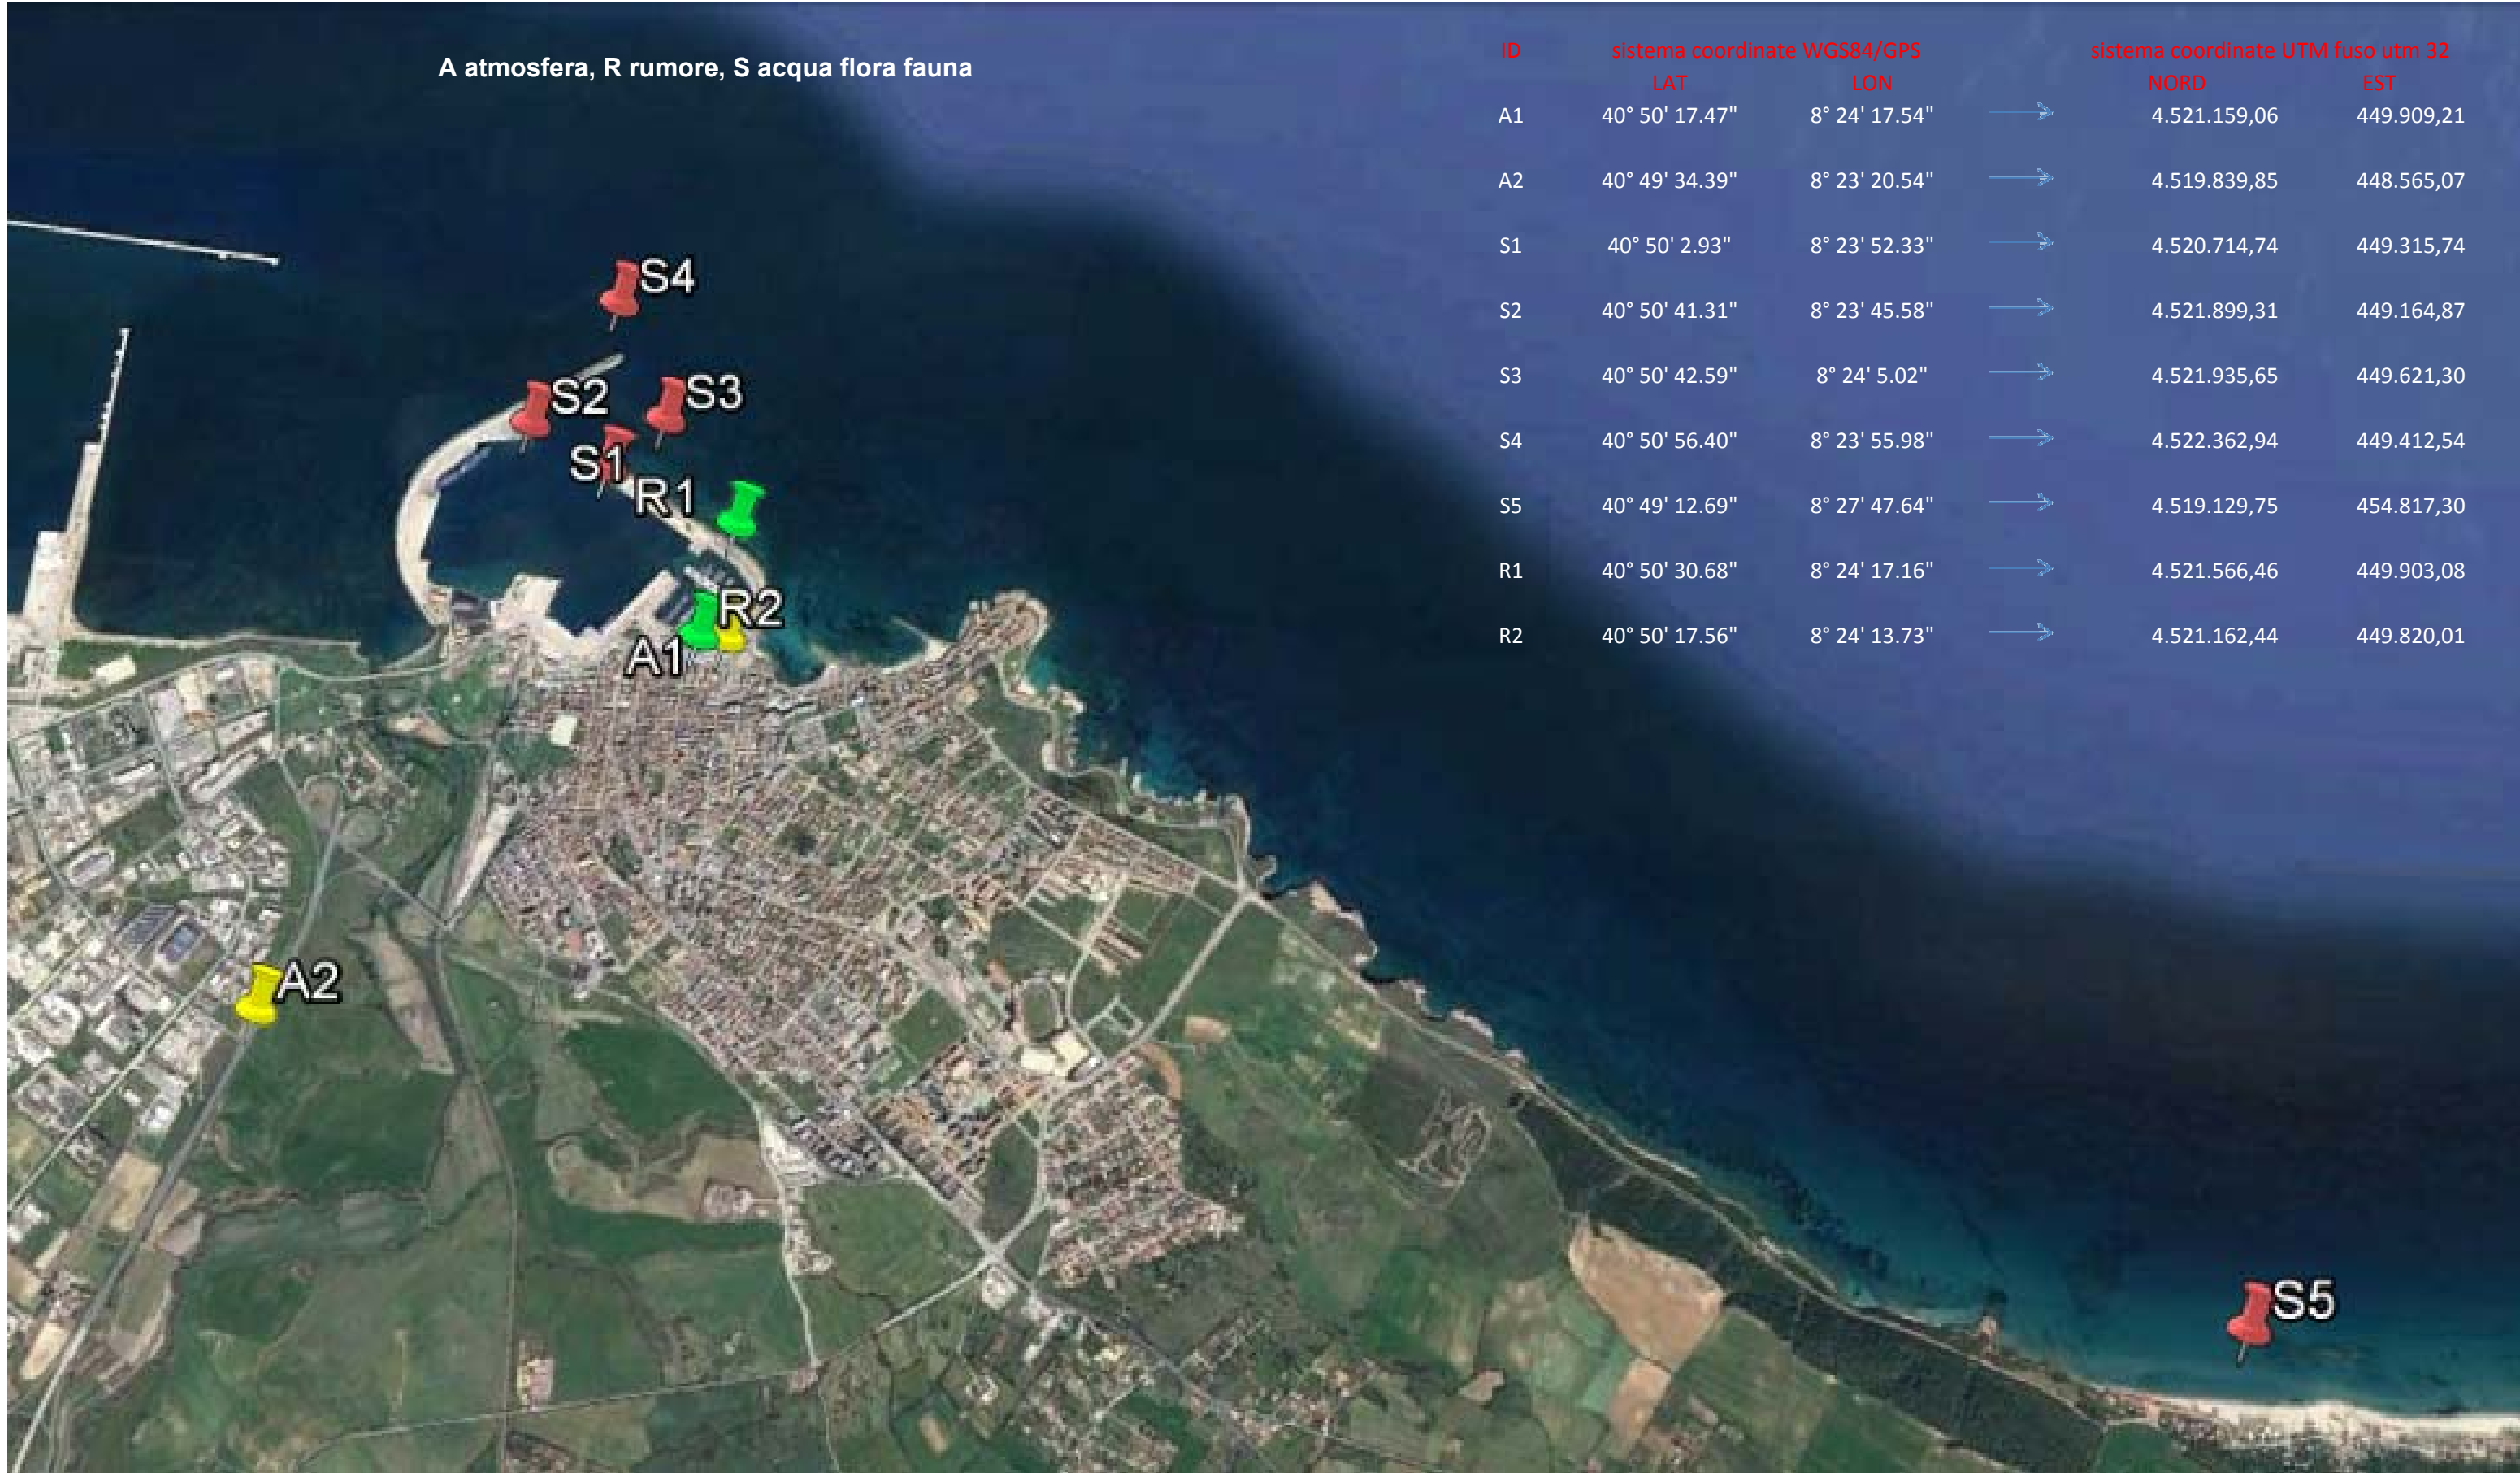 A atmosfera, R rumore, S acqua flora fauna
ID sistema coordinate WGS84/GPS sistema coordinate UTM fuso utm 32
LAT LON NORD EST
A1 40° 50' 17.47" 8° 24' 17.54" 4.521.159,06 449.909,21
A2 40° 49' 34.39" 8° 23' 20.54" 4.519.839,85 448.565,07
S1 40° 50' 2.93" 8° 23' 52.33" 4.520.714,74 449.315,74
S2 40° 50' 41.31" 8° 23' 45.58" 4.521.899,31 449.164,87
S3 40° 50' 42.59" 8° 24' 5.02" 4.521.935,65 449.621,30
S4 40° 50' 56.40" 8° 23' 55.98" 4.522.362,94 449.412,54
S5 40° 49' 12.69" 8° 27' 47.64" 4.519.129,75 454.817,30
R1 40° 50' 30.68" 8° 24' 17.16" 4.521.566,46 449.903,08
R2 40° 50' 17.56" 8° 24' 13.73" 4.521.162,44 449.820,01
S4
S2
S3
S1
R1
R2
A1
A2
S5